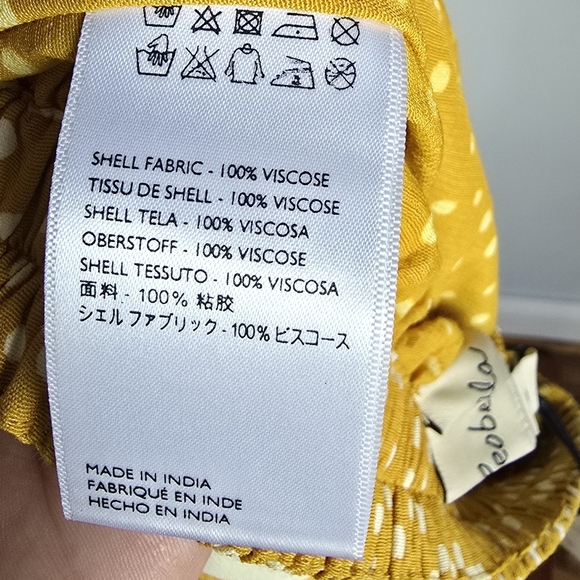 SHELL FABRIC - 100% VISCOSE
TISSU DE SHELL - 100% VISCOSE
SHELL TELA - 100% VISCOSA
OBERSTOFF - 100% VISCOSE
SHELL TESSUTO - 100% VISCOSA
面料 - 100% 粘胶
シェル ファブリック - 100% ビスコース
MADE IN INDIA
FABRIQUÉ EN INDE
HECHO EN INDIA